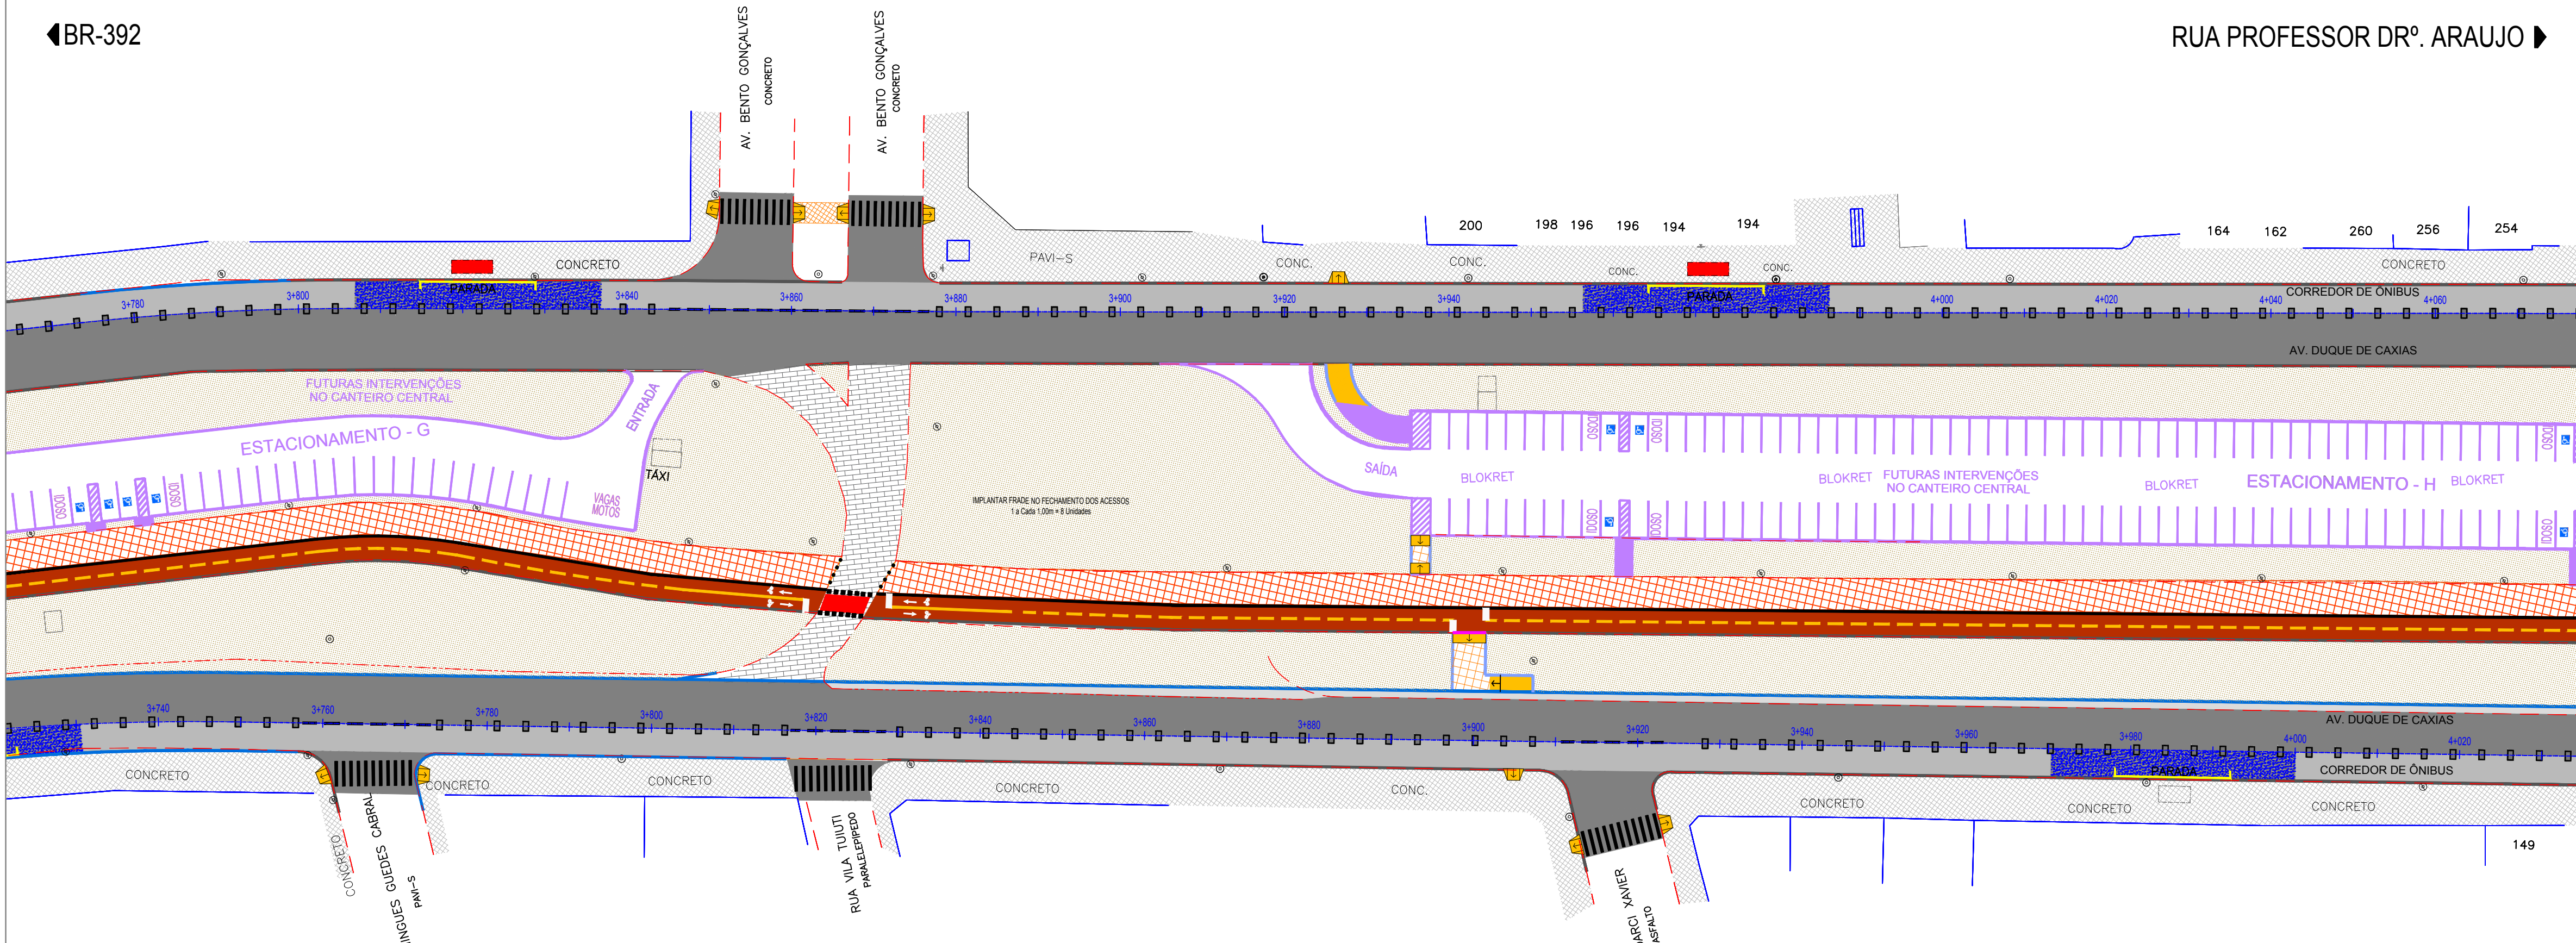 BR-392
RUA PROFESSOR DRº. ARAUJO
AV. BENTO GONÇALVES
CONCRETO
AV. BENTO GONÇALVES
CONCRETO
200
198
196
196
194
194
164
162
260
256
254
CONCRETO
PAVI-S
CONC.
CONC.
CONC.
CONC.
CONCRETO
PARADA
PARADA
CORREDOR DE ÔNIBUS
3+780
3+800
3+840
3+860
3+880
3+900
3+920
3+940
4+000
4+020
4+040
4+060
AV. DUQUE DE CAXIAS
FUTURAS INTERVENÇÕES
NO CANTEIRO CENTRAL
ENTRADA
ESTACIONAMENTO - G
TÁXI
VAGAS
MOTOS
IDOSO
IDOSO
IMPLANTAR FRADE NO FECHAMENTO DOS ACESSOS
1 a Cada 1,00m = 8 Unidades
SAÍDA
IDOSO
IDOSO
IDOSO
BLOKRET
BLOKRET
FUTURAS INTERVENÇÕES
NO CANTEIRO CENTRAL
BLOKRET
ESTACIONAMENTO - H
BLOKRET
IDOSO
IDOSO
IDOSO
3+740
3+760
3+780
3+800
3+820
3+840
3+860
3+880
3+900
3+920
3+940
3+960
3+980
4+000
4+020
AV. DUQUE DE CAXIAS
PARADA
CORREDOR DE ÔNIBUS
CONCRETO
CONCRETO
CONCRETO
CONCRETO
CONC.
CONCRETO
CONCRETO
CONCRETO
CONCRETO
INGUES GUEDES CABRAL
PAVI-S
RUA VILA TUIUTI
PARALELEPIPEDO
ARCI XAVIER
ASFALTO
149